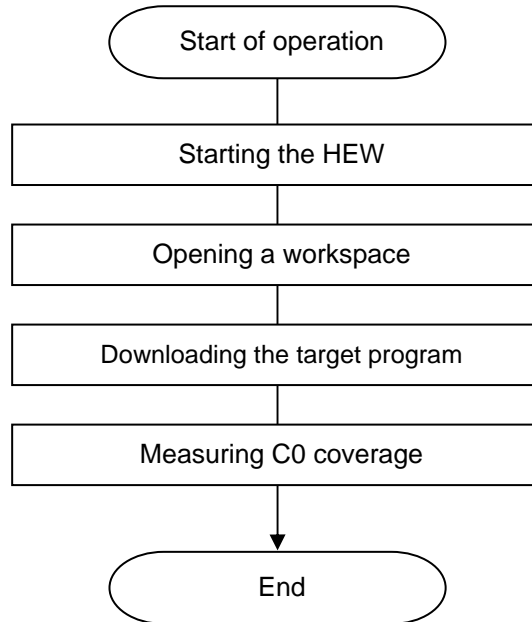 Start of operation
Starting the HEW
Opening a workspace
Downloading the target program
Measuring C0 coverage
End